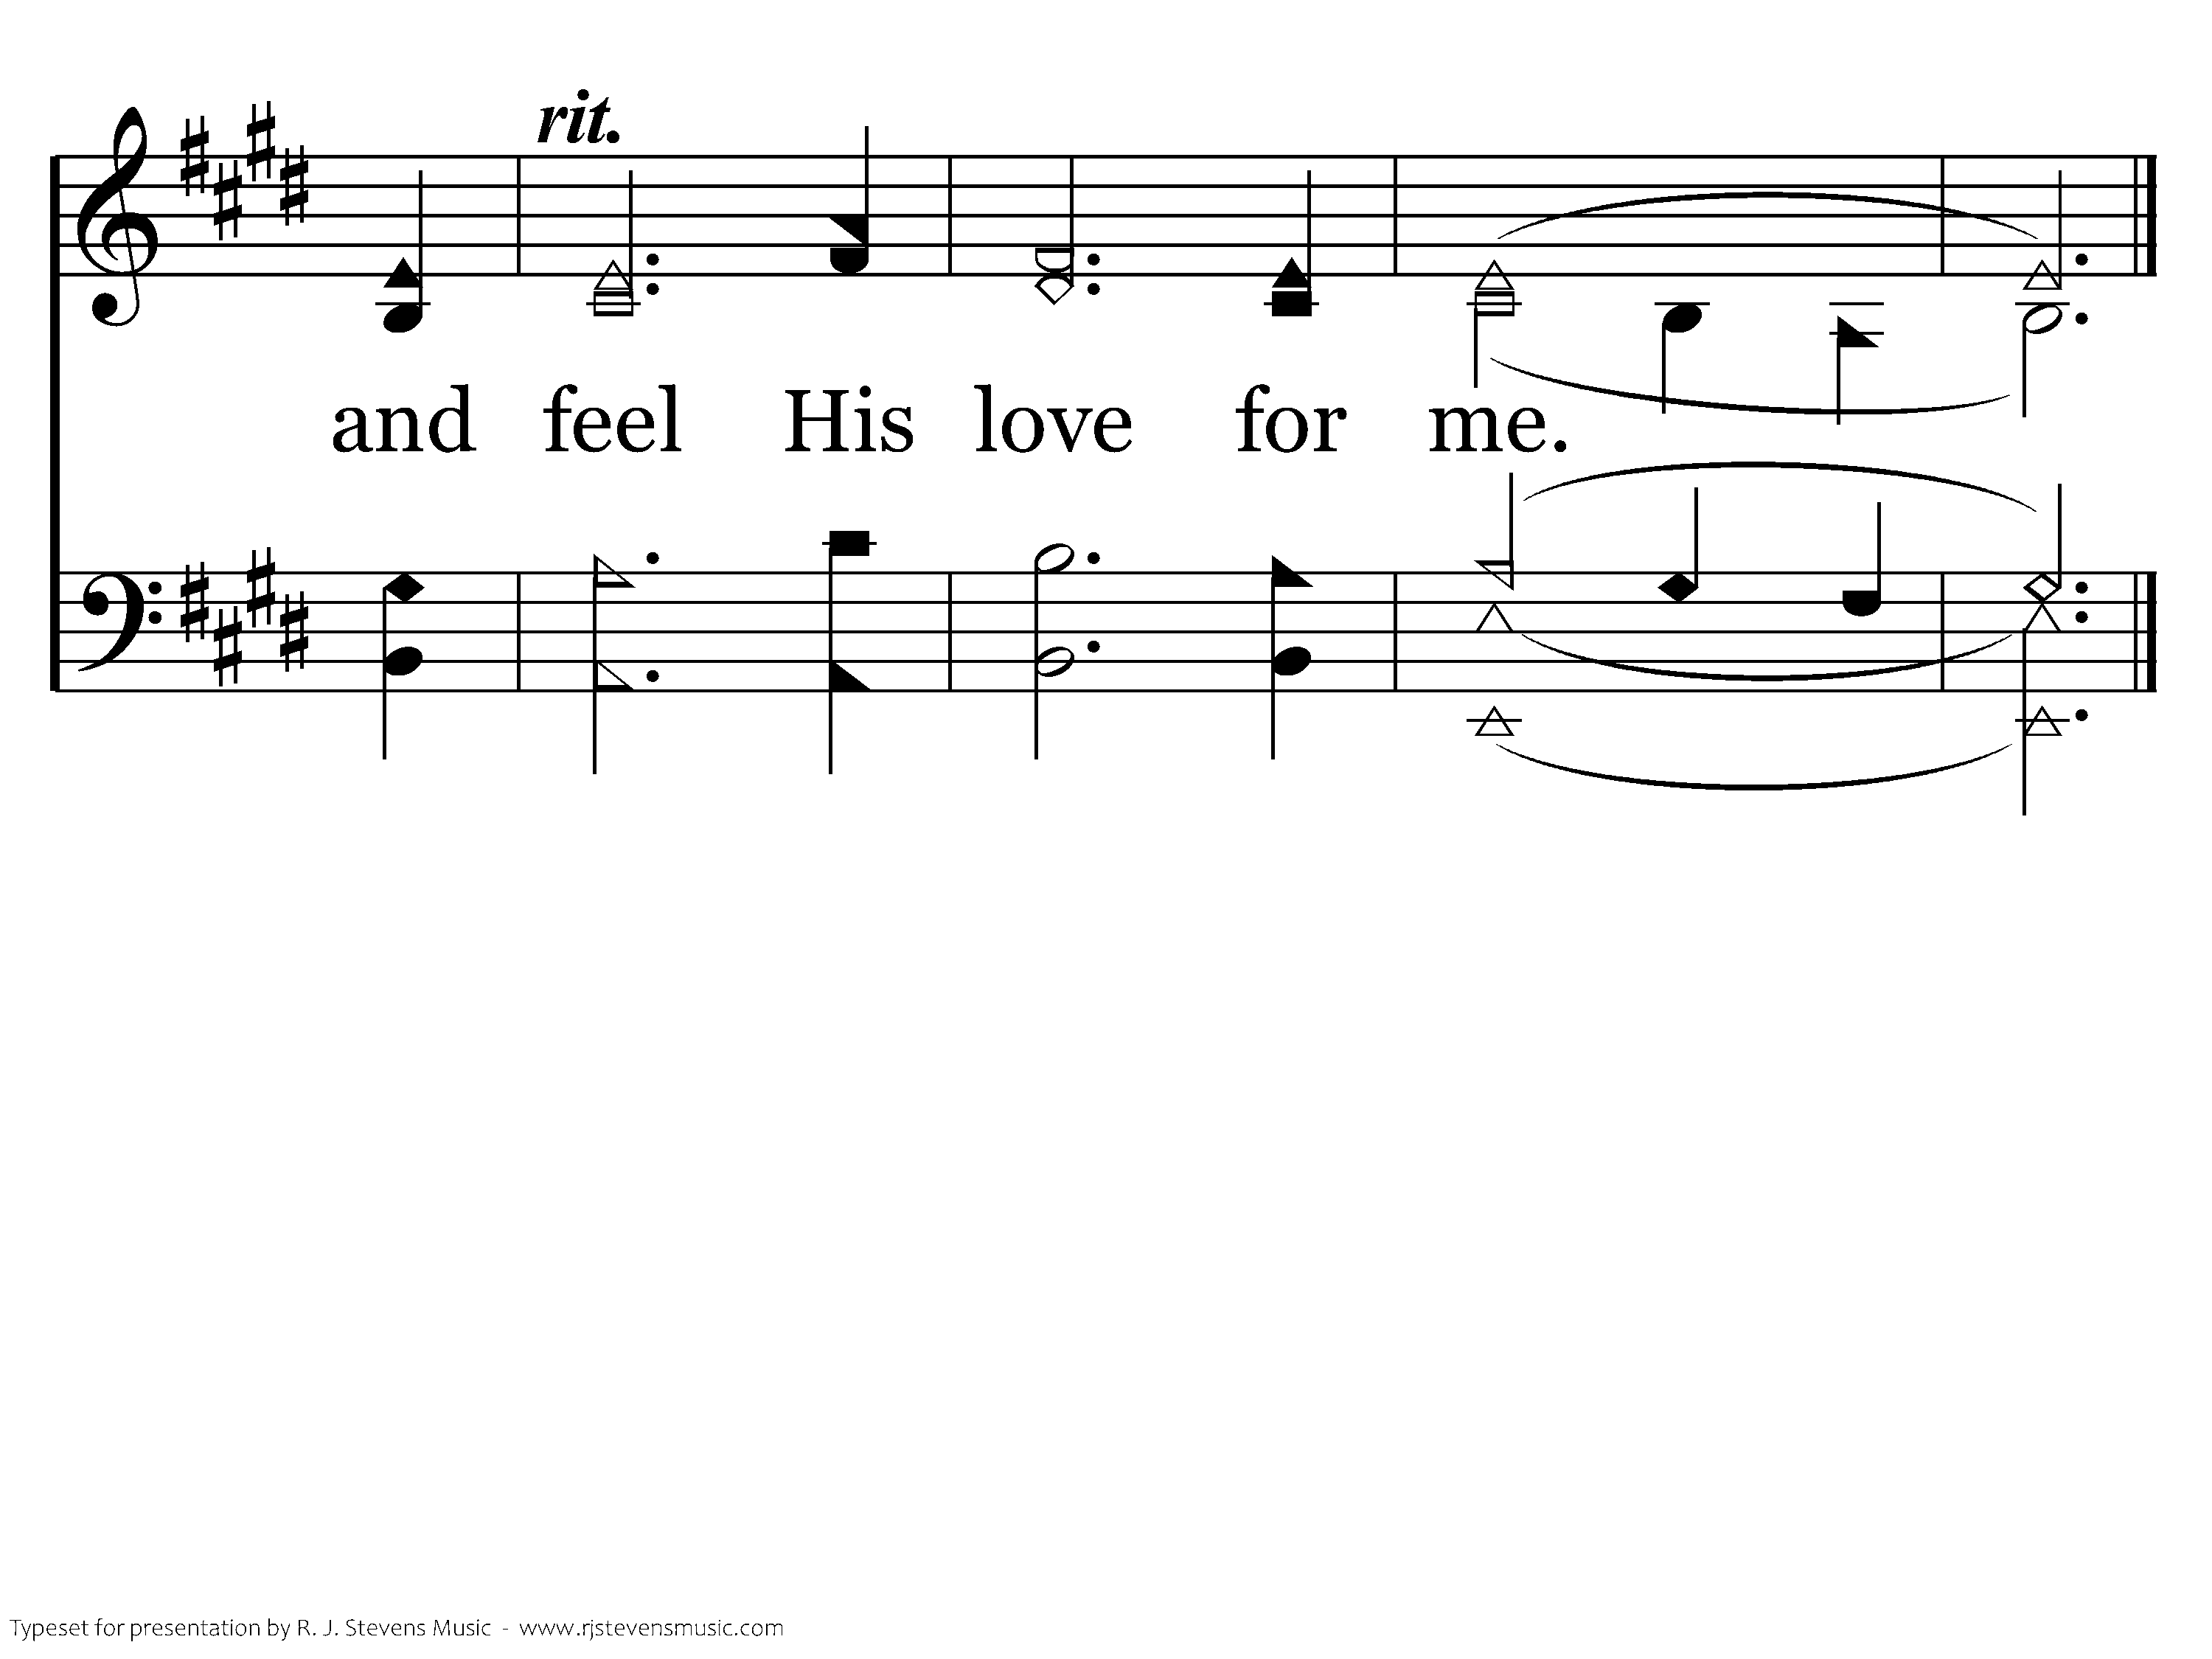 rit.
and feel His love for me.
Typeset for presentation by R. J. Stevens Music - www.rjstevensmusic.com